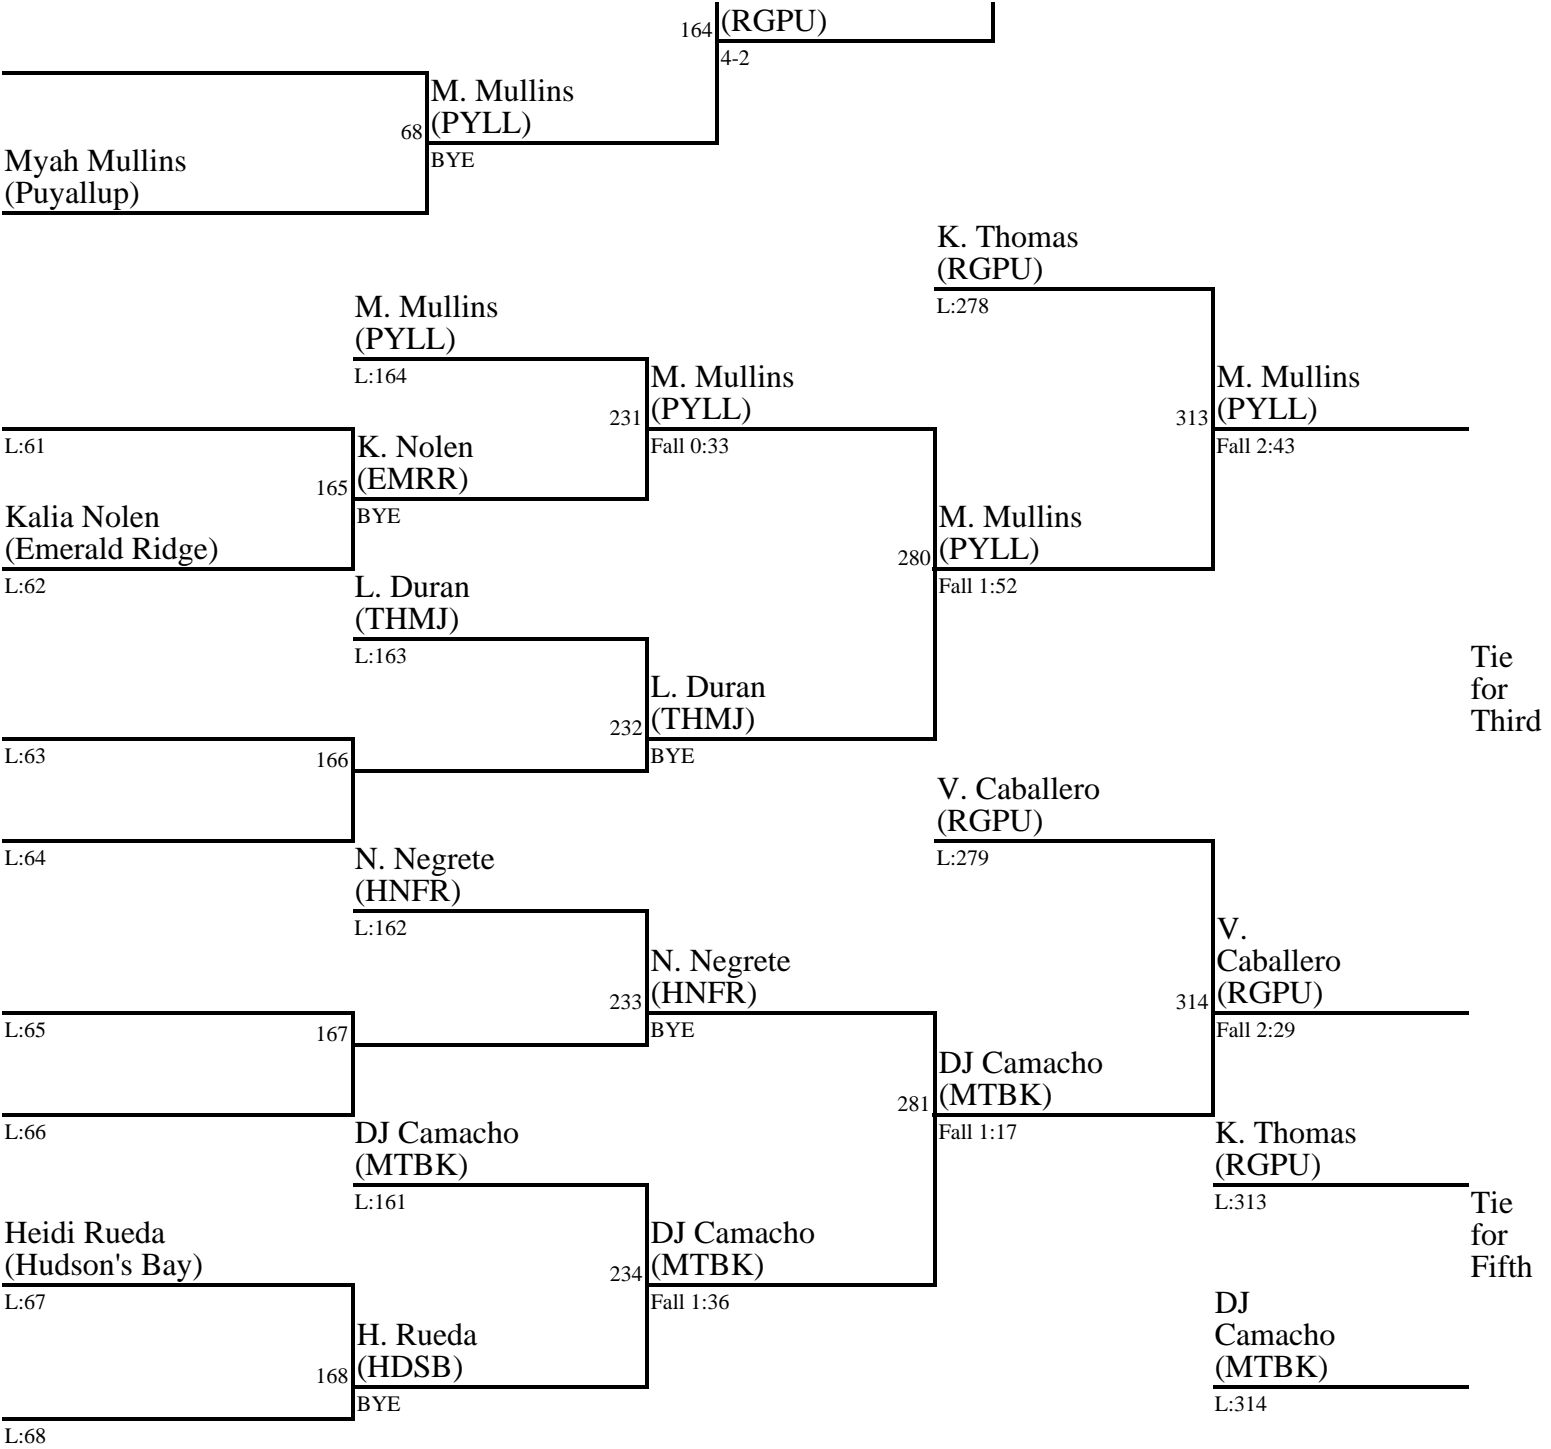 164
(RGPU)
4-2
M. Mullins
(PYLL)
68
BYE
Myah Mullins
(Puyallup)
K. Thomas
(RGPU)
L:278
M. Mullins
(PYLL)
L:164
M. Mullins
(PYLL)
231
Fall 0:33
M. Mullins
(PYLL)
313
Fall 2:43
L:61
K. Nolen
(EMRR)
165
BYE
Kalia Nolen
(Emerald Ridge)
L:62
M. Mullins
(PYLL)
280
Fall 1:52
L. Duran
(THMJ)
L:163
L. Duran
(THMJ)
232
BYE
Tie
for
Third
L:63
166
L:64
V. Caballero
(RGPU)
L:279
N. Negrete
(HNFR)
L:162
N. Negrete
(HNFR)
233
BYE
V.
Caballero
(RGPU)
314
Fall 2:29
L:65
167
L:66
DJ Camacho
(MTBK)
281
Fall 1:17
DJ Camacho
(MTBK)
L:161
K. Thomas
(RGPU)
L:313
Heidi Rueda
(Hudson's Bay)
L:67
DJ Camacho
(MTBK)
234
Fall 1:36
Tie
for
Fifth
H. Rueda
(HDSB)
168
BYE
DJ
Camacho
(MTBK)
L:314
L:68